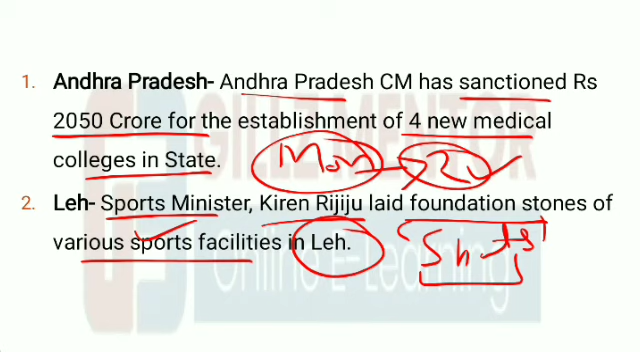 1. Andhra Pradesh- Andhra Pradesh CM has sanctioned Rs
2050 Crore for the establishment of 4 new medical
colleges in State.
2. Leh- Sports Minister, Kiren Rijiju laid foundation stones of
various sports facilities in Leh.
GILLZ MENTOR
Online E-Learning